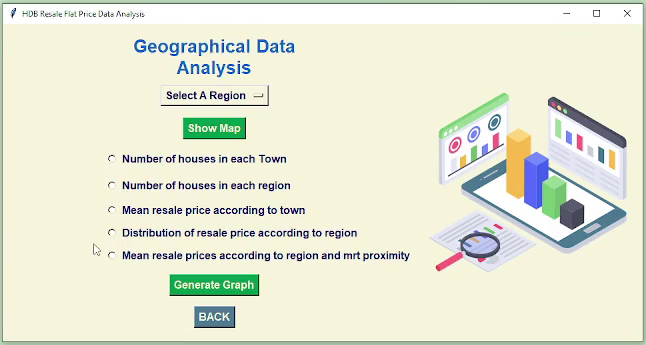 HDB Resale Flat Price Data Analysis
Geographical Data
Analysis
Select A Region
Show Map
Number of houses in each Town
Number of houses in each region
Mean resale price according to town
Distribution of resale price according to region
Mean resale prices according to region and mrt proximity
Generate Graph
BACK